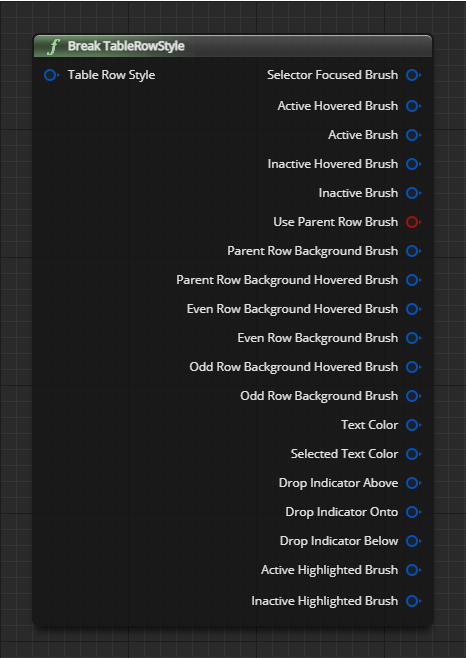 f Break TableRowStyle
Table Row Style
Selector Focused Brush
Active Hovered Brush
Active Brush
Inactive Hovered Brush
Inactive Brush
Use Parent Row Brush
Parent Row Background Brush
Parent Row Background Hovered Brush
Even Row Background Hovered Brush
Even Row Background Brush
Odd Row Background Hovered Brush
Odd Row Background Brush
Text Color
Selected Text Color
Drop Indicator Above
Drop Indicator Onto
Drop Indicator Below
Active Highlighted Brush
Inactive Highlighted Brush